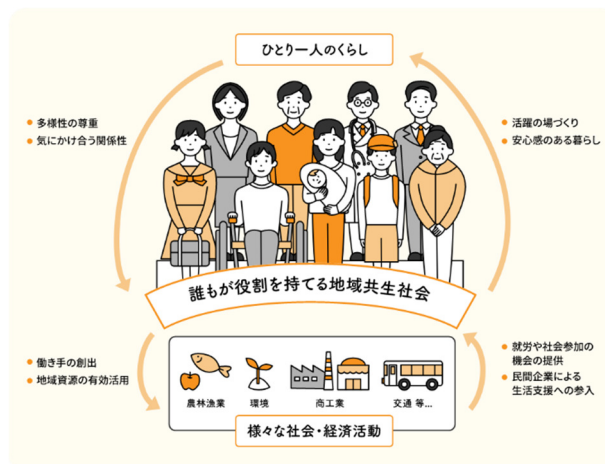 ひとり一人のくらし
● 多様性の尊重
● 気にかけ合う関係性
● 活躍の場づくり
● 安心感のある暮らし
誰もが役割を持てる地域共生社会
● 働き手の創出
● 地域資源の有効活用
● 就労や社会参加の
機会の提供
● 民間企業による
生活支援への参入
農林漁業 環境 商工業 交通 等...
様々な社会・経済活動